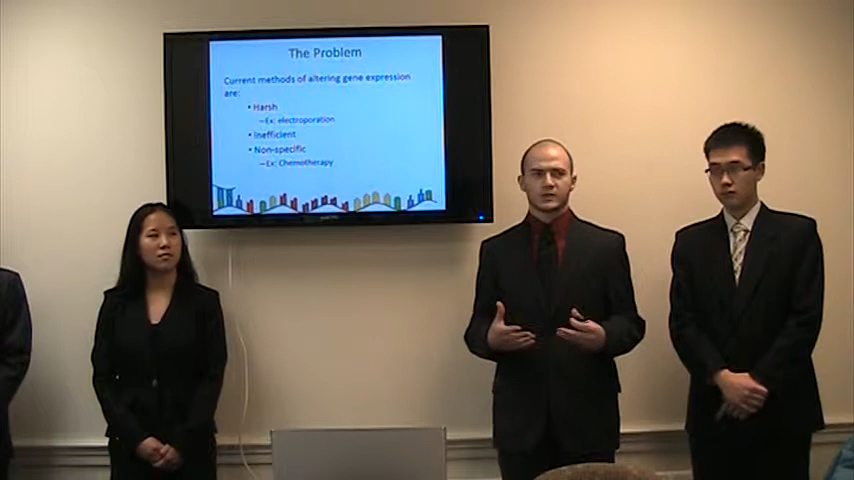 The Problem
Current methods of altering gene expression
are:
• Harsh
–Ex: electroporation
• Inefficient
• Non-specific
–Ex: Chemotherapy